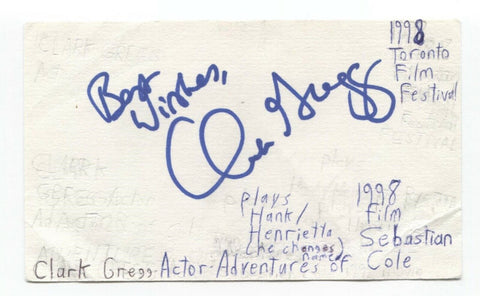 Best
Wishes,
Clark Gregg
1998
Toronto
Film
Festival
plays
Hank/
Henrietta
(he changes)
names
1998
film
Sebastian
Clark Gregg-Actor Adventures of Cole